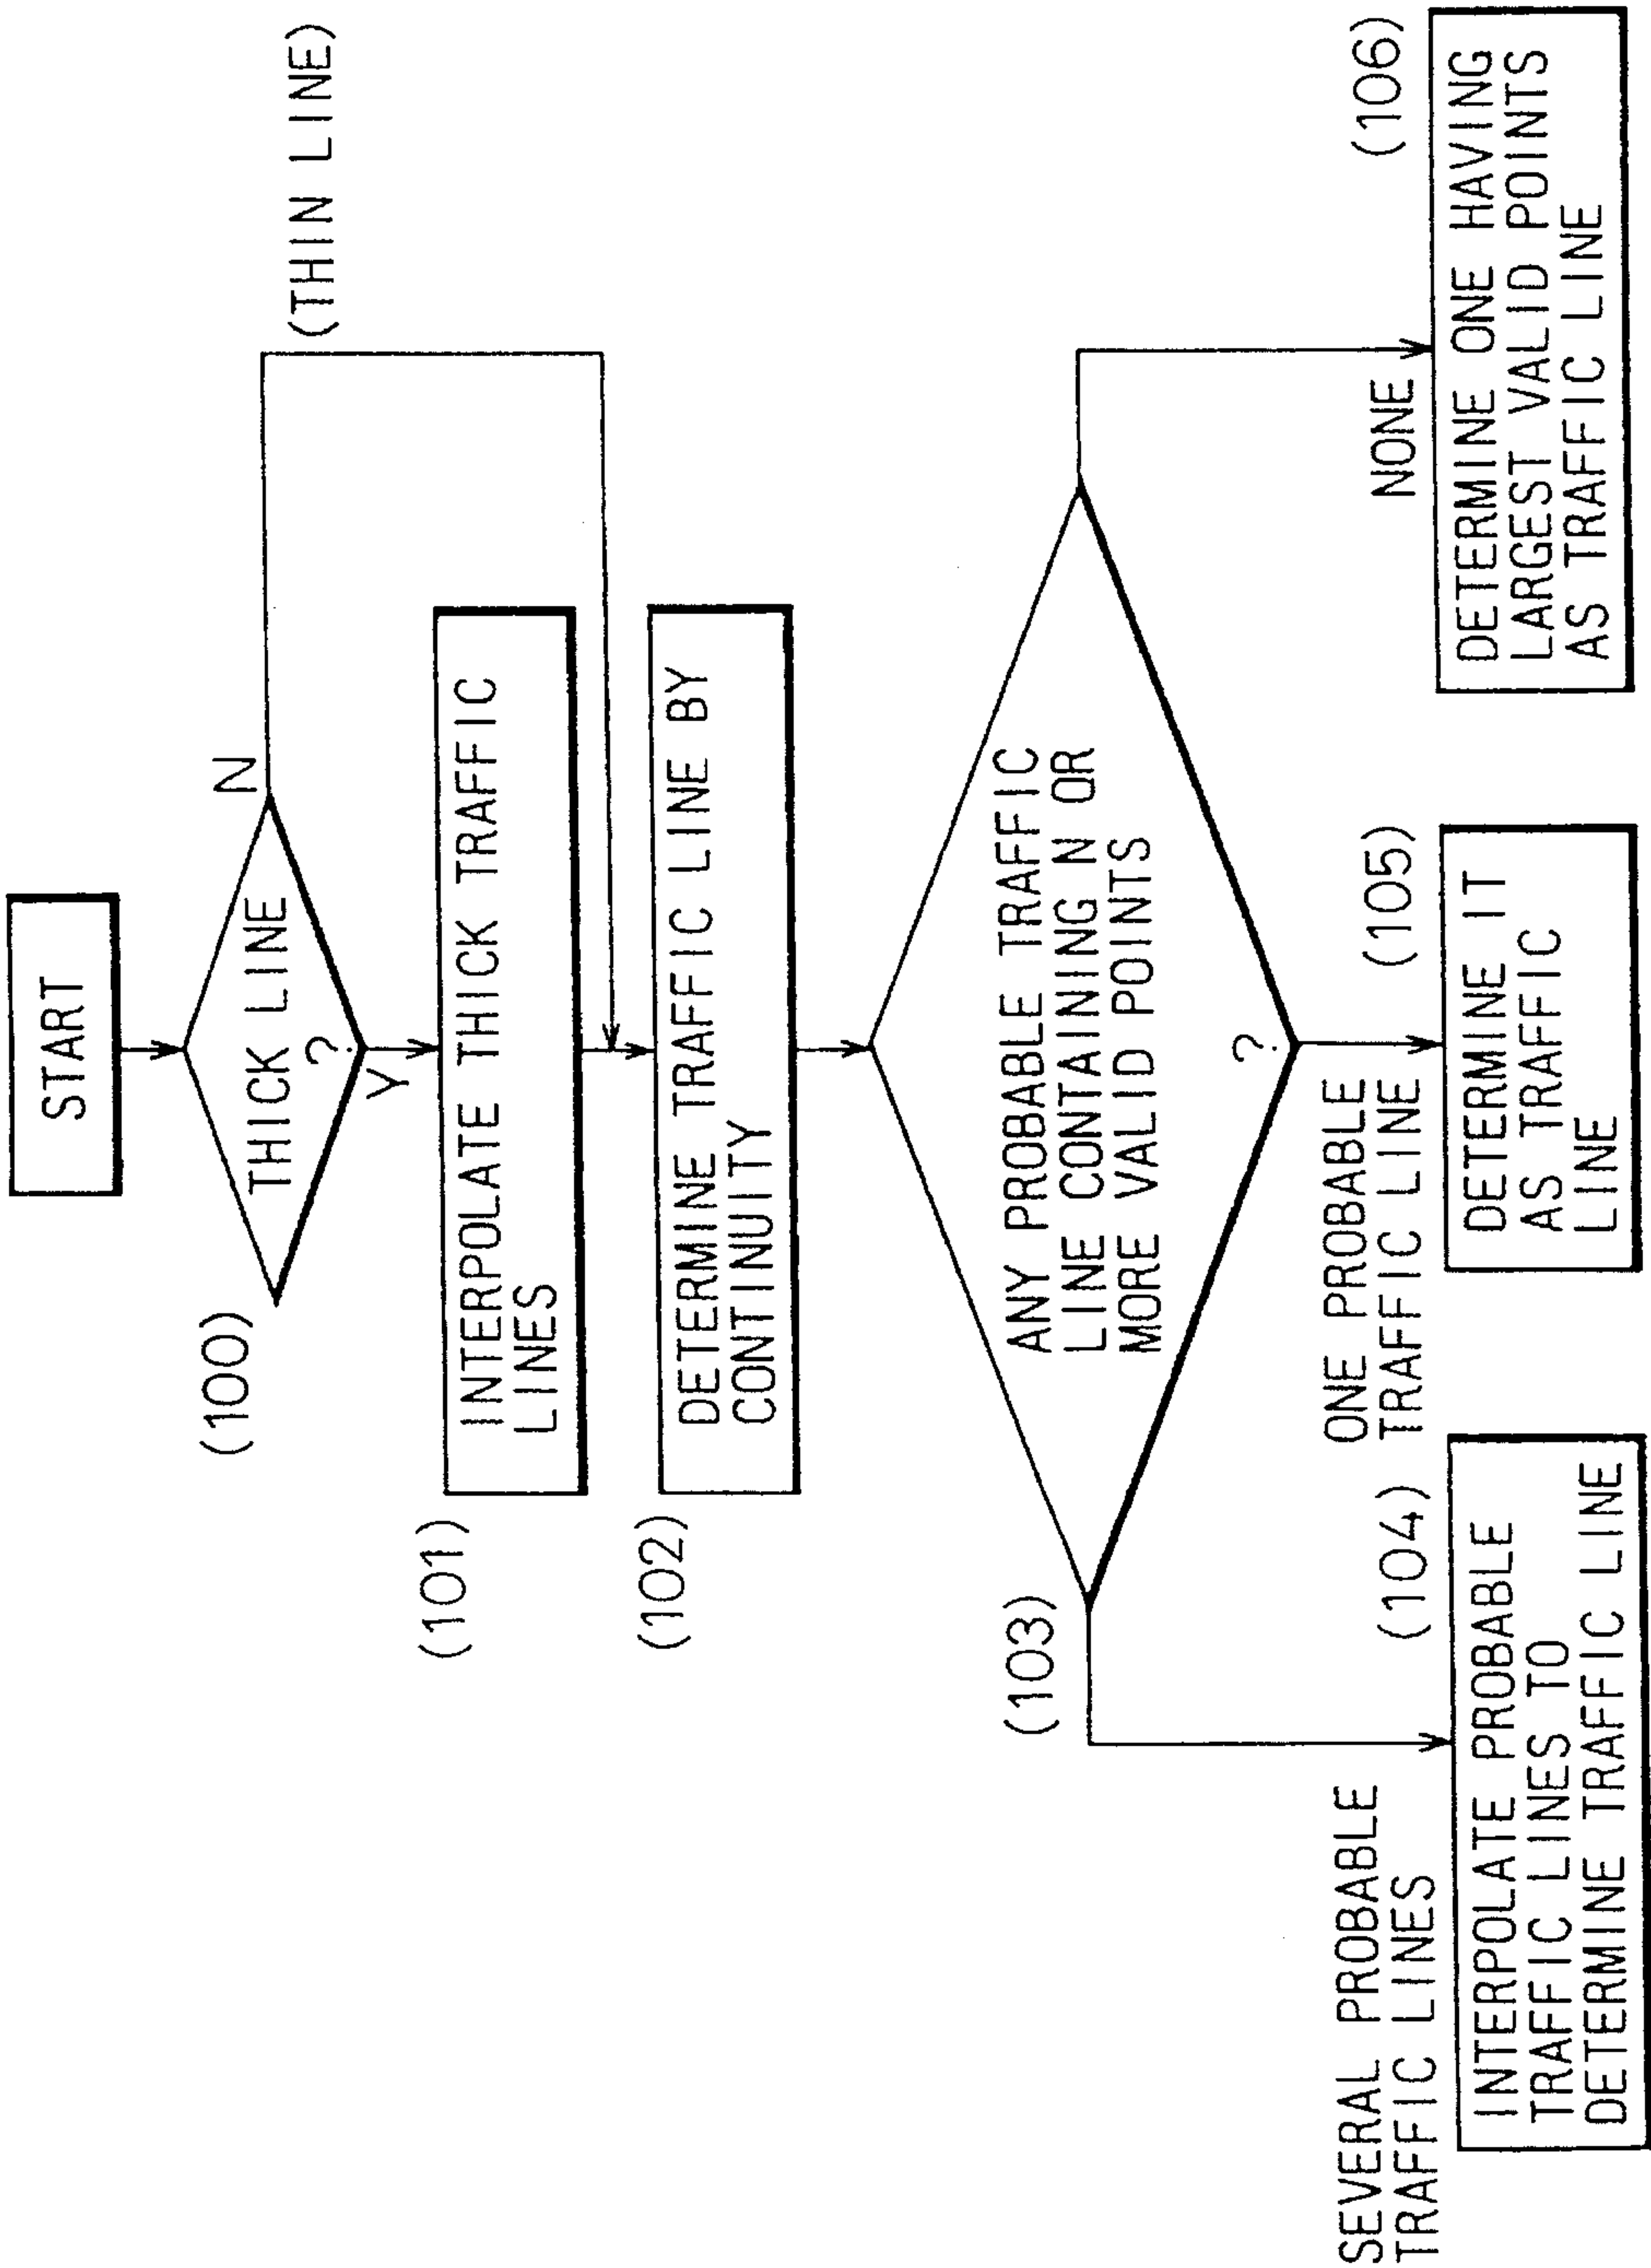 START
(100)
THICK LINE
?
N
Y
(THIN LINE)
(101)
INTERPOLATE THICK TRAFFIC
LINES
(102)
DETERMINE TRAFFIC LINE BY
CONTINUITY
(103)
ANY PROBABLE TRAFFIC
LINE CONTAINING N OR
MORE VALID POINTS
?
SEVERAL PROBABLE
TRAFFIC LINES
(104)
INTERPOLATE PROBABLE
TRAFFIC LINES TO
DETERMINE TRAFFIC LINE
ONE PROBABLE
TRAFFIC LINE
(105)
DETERMINE IT
AS TRAFFIC
LINE
NONE
(106)
DETERMINE ONE HAVING
LARGEST VALID POINTS
AS TRAFFIC LINE